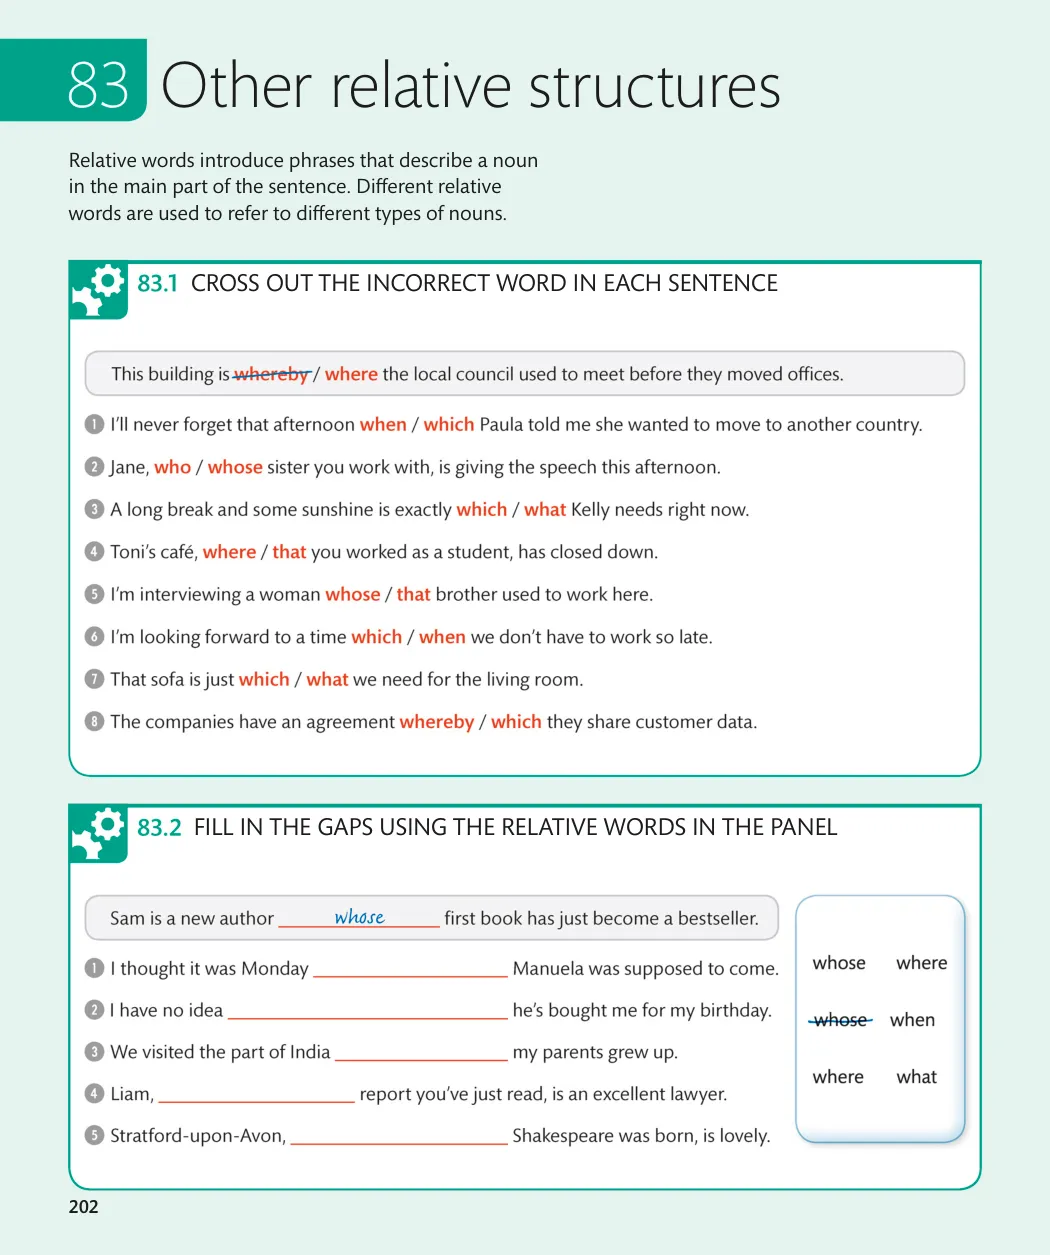 83 Other relative structures
Relative words introduce phrases that describe a noun
in the main part of the sentence. Different relative
words are used to refer to different types of nouns.
83.1 CROSS OUT THE INCORRECT WORD IN EACH SENTENCE
This building is whereby / where the local council used to meet before they moved offices.
1 I'll never forget that afternoon when / which Paula told me she wanted to move to another country.
2 Jane, who / whose sister you work with, is giving the speech this afternoon.
3 A long break and some sunshine is exactly which / what Kelly needs right now.
4 Toni's café, where / that you worked as a student, has closed down.
5 I'm interviewing a woman whose / that brother used to work here.
6 I'm looking forward to a time which / when we don't have to work so late.
7 That sofa is just which / what we need for the living room.
8 The companies have an agreement whereby / which they share customer data.
83.2 FILL IN THE GAPS USING THE RELATIVE WORDS IN THE PANEL
Sam is a new author whose first book has just become a bestseller.
1 I thought it was Monday Manuela was supposed to come.
2 I have no idea he's bought me for my birthday.
3 We visited the part of India my parents grew up.
4 Liam, report you've just read, is an excellent lawyer.
5 Stratford-upon-Avon, Shakespeare was born, is lovely.
whose where
whose when
where what
202